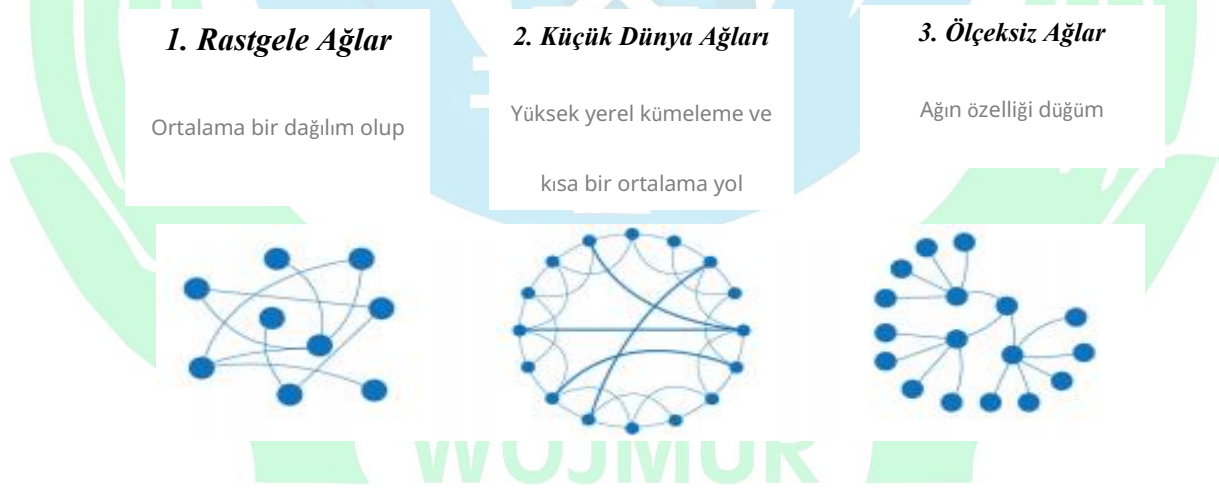 1. Rastgele Ağlar
Ortalama bir dağılım olup
2. Küçük Dünya Ağları
Yüksek yerel kümeleme ve
kısa bir ortalama yol
3. Ölçeksiz Ağlar
Ağın özelliği düğüm
WOJMUR